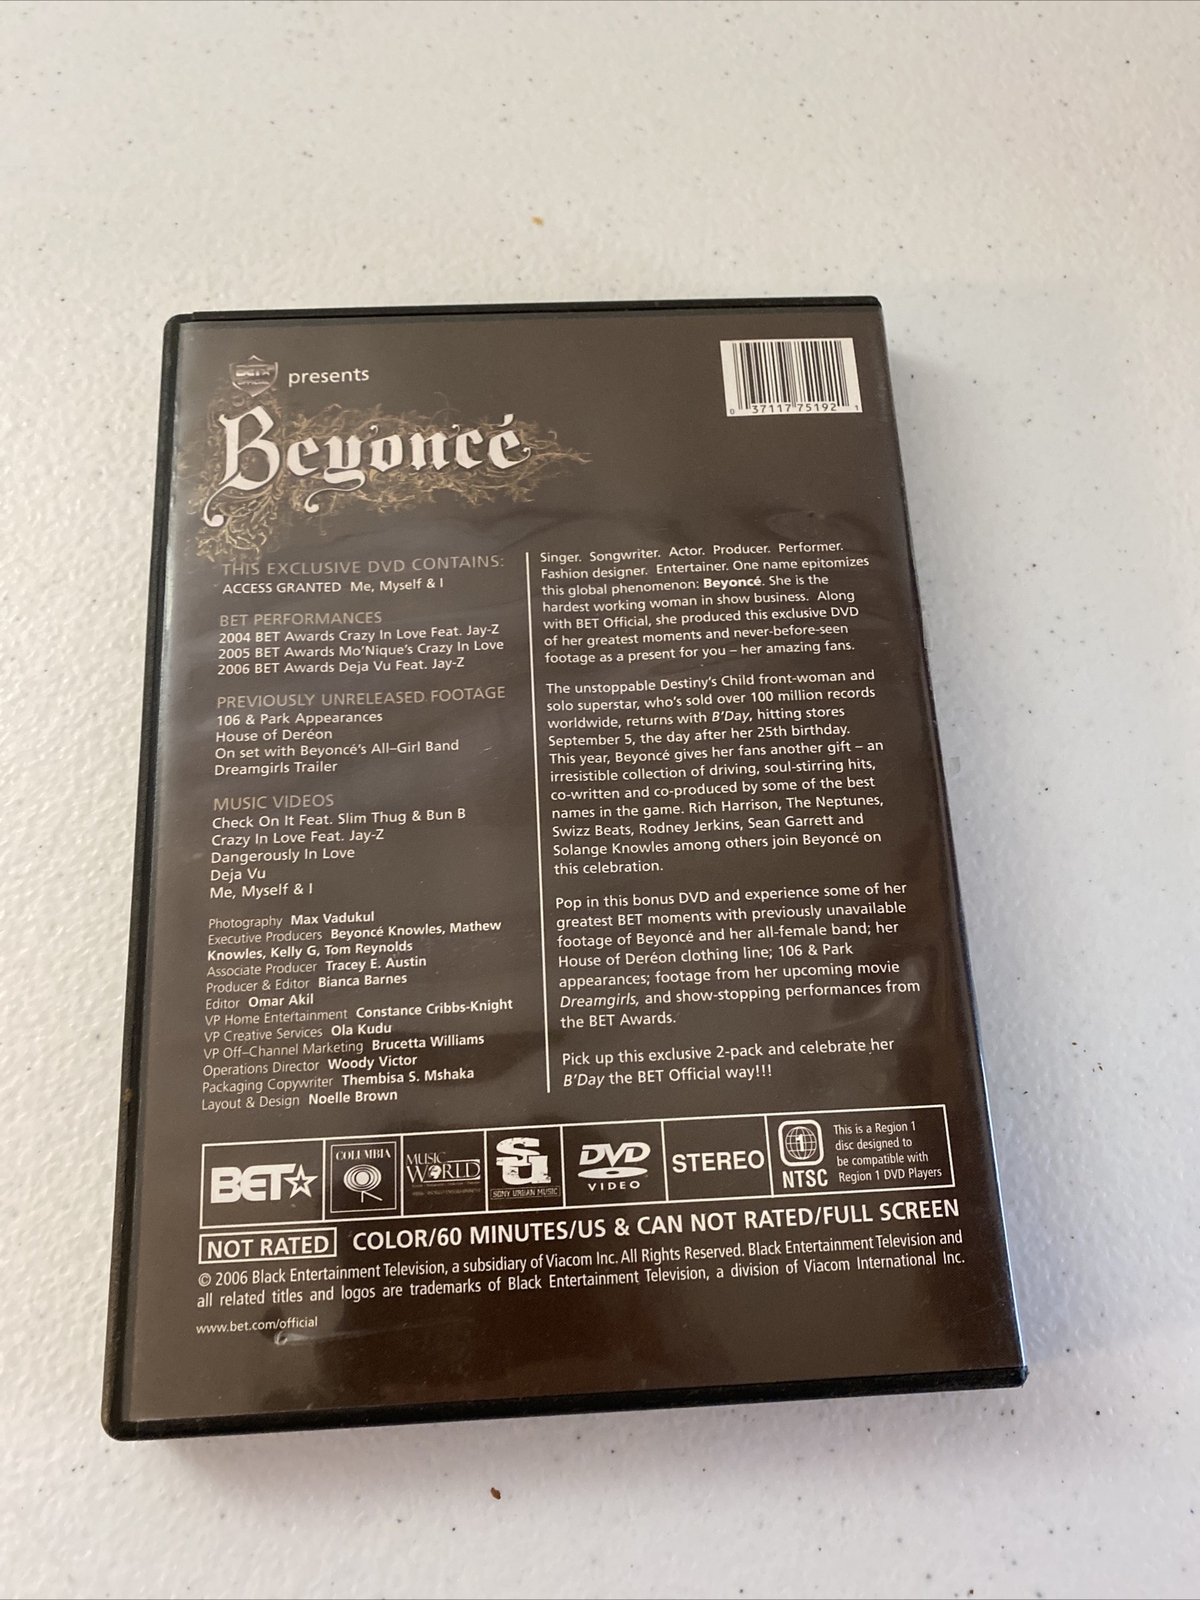 BET★
OFFICIAL
presents
Beyoncé
0 37117 75192 1
THIS EXCLUSIVE DVD CONTAINS:
ACCESS GRANTED Me, Myself & I
BET PERFORMANCES
2004 BET Awards Crazy In Love Feat. Jay-Z
2005 BET Awards Mo'Nique's Crazy In Love
2006 BET Awards Deja Vu Feat. Jay-Z
PREVIOUSLY UNRELEASED FOOTAGE
106 & Park Appearances
House of Deréon
On set with Beyoncé's All–Girl Band
Dreamgirls Trailer
MUSIC VIDEOS
Check On It Feat. Slim Thug & Bun B
Crazy In Love Feat. Jay-Z
Dangerously In Love
Deja Vu
Me, Myself & I
Photography Max Vadukul
Executive Producers Beyoncé Knowles, Mathew
Knowles, Kelly G, Tom Reynolds
Associate Producer Tracey E. Austin
Producer & Editor Bianca Barnes
Editor Omar Akil
VP Home Entertainment Constance Cribbs-Knight
VP Creative Services Ola Kudu
VP Off–Channel Marketing Brucetta Williams
Operations Director Woody Victor
Packaging Copywriter Thembisa S. Mshaka
Layout & Design Noelle Brown
Singer. Songwriter. Actor. Producer. Performer.
Fashion designer. Entertainer. One name epitomizes
this global phenomenon: Beyoncé. She is the
hardest working woman in show business. Along
with BET Official, she produced this exclusive DVD
of her greatest moments and never-before-seen
footage as a present for you – her amazing fans.
The unstoppable Destiny's Child front-woman and
solo superstar, who's sold over 100 million records
worldwide, returns with B'Day, hitting stores
September 5, the day after her 25th birthday.
This year, Beyoncé gives her fans another gift – an
irresistible collection of driving, soul-stirring hits,
co-written and co-produced by some of the best
names in the game. Rich Harrison, The Neptunes,
Swizz Beats, Rodney Jerkins, Sean Garrett and
Solange Knowles among others join Beyoncé on
this celebration.
Pop in this bonus DVD and experience some of her
greatest BET moments with previously unavailable
footage of Beyoncé and her all-female band; her
House of Deréon clothing line; 106 & Park
appearances; footage from her upcoming movie
Dreamgirls, and show-stopping performances from
the BET Awards.
Pick up this exclusive 2-pack and celebrate her
B'Day the BET Official way!!!
BET★
COLUMBIA
MUSIC
WORLD
SU
SONY URBAN MUSIC
DVD
VIDEO
STEREO
1
NTSC
This is a Region 1
disc designed to
be compatible with
Region 1 DVD Players
NOT RATED COLOR/60 MINUTES/US & CAN NOT RATED/FULL SCREEN
© 2006 Black Entertainment Television, a subsidiary of Viacom Inc. All Rights Reserved. Black Entertainment Television and
all related titles and logos are trademarks of Black Entertainment Television, a division of Viacom International Inc.
www.bet.com/official